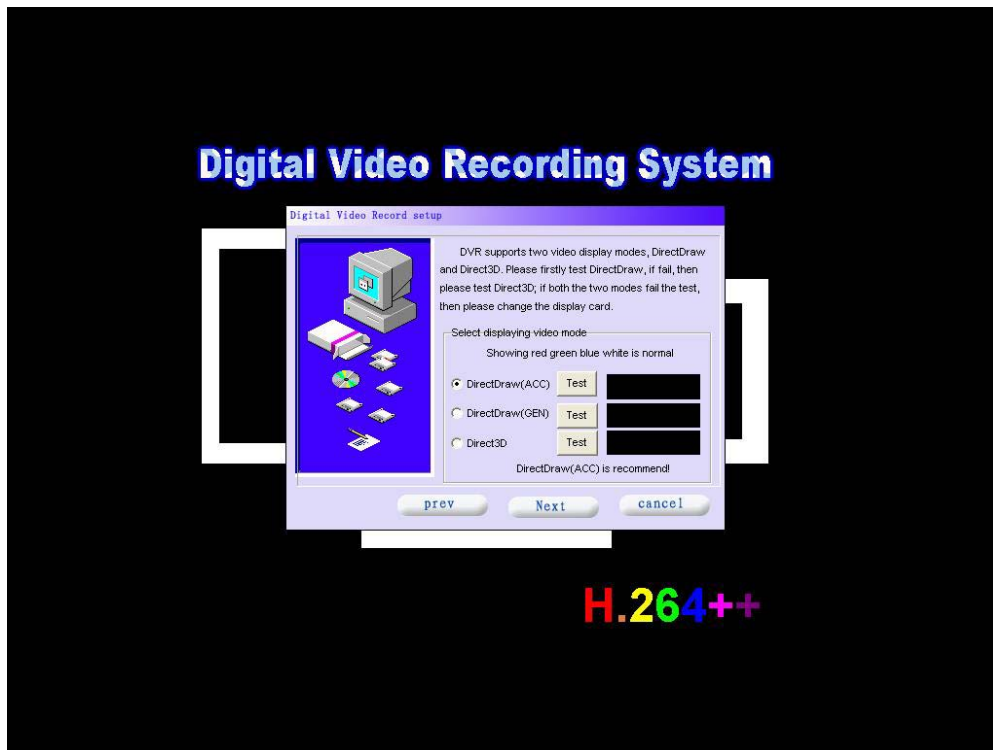 Digital Video Recording System
Digital Video Record setup
DVR supports two video display modes, DirectDraw
and Direct3D. Please firstly test DirectDraw, if fail, then
please test Direct3D; if both the two modes fail the test,
then please change the display card.
Select displaying video mode
Showing red green blue white is normal
DirectDraw(ACC) Test
DirectDraw(GEN) Test
Direct3D Test
DirectDraw(ACC) is recommend!
prev Next cancel
H.264++